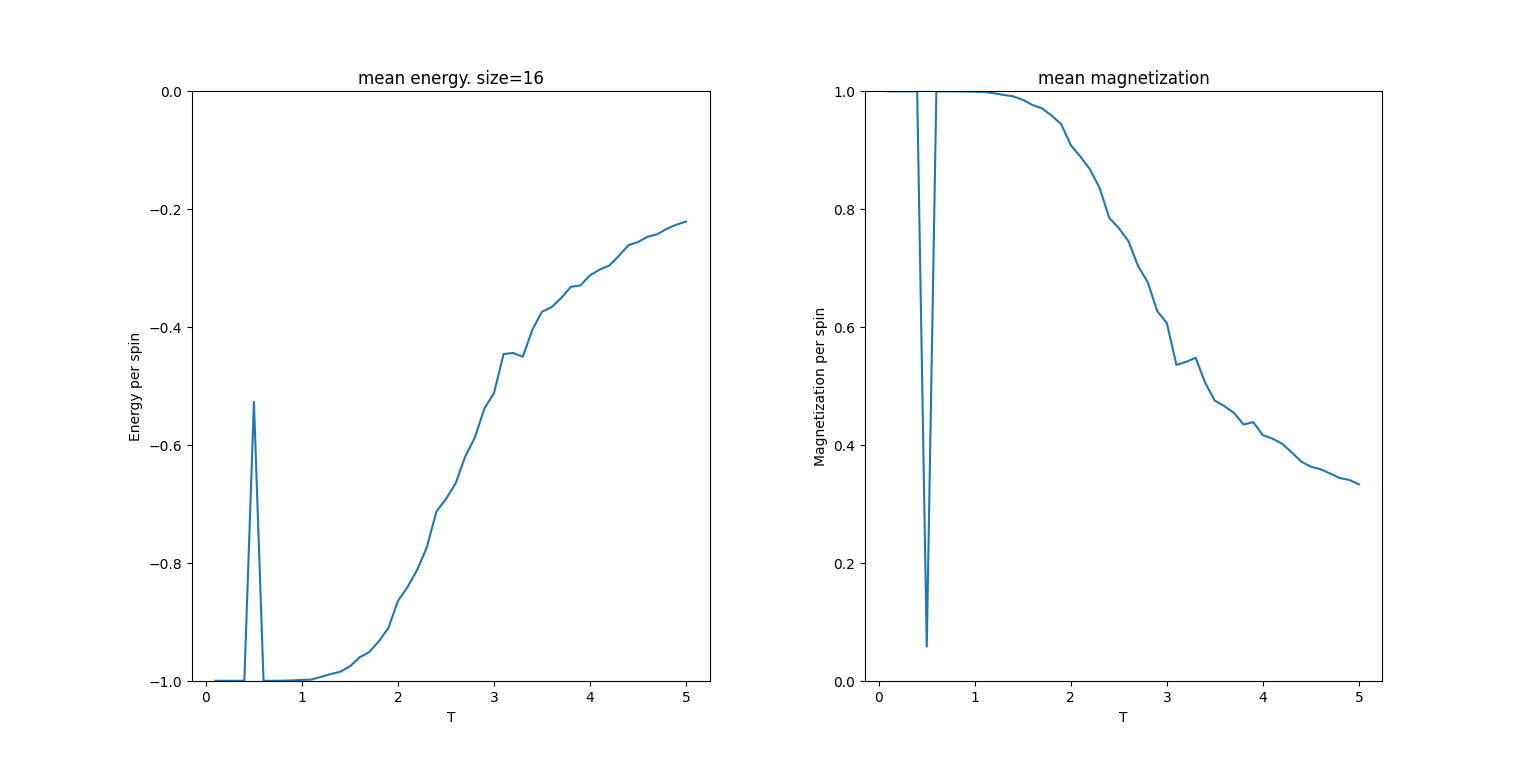 mean energy. size=16
Energy per spin
0.0
−0.2
−0.4
−0.6
−0.8
−1.0
0 1 2 3 4 5
T
mean magnetization
Magnetization per spin
1.0
0.8
0.6
0.4
0.2
0.0
0 1 2 3 4 5
T